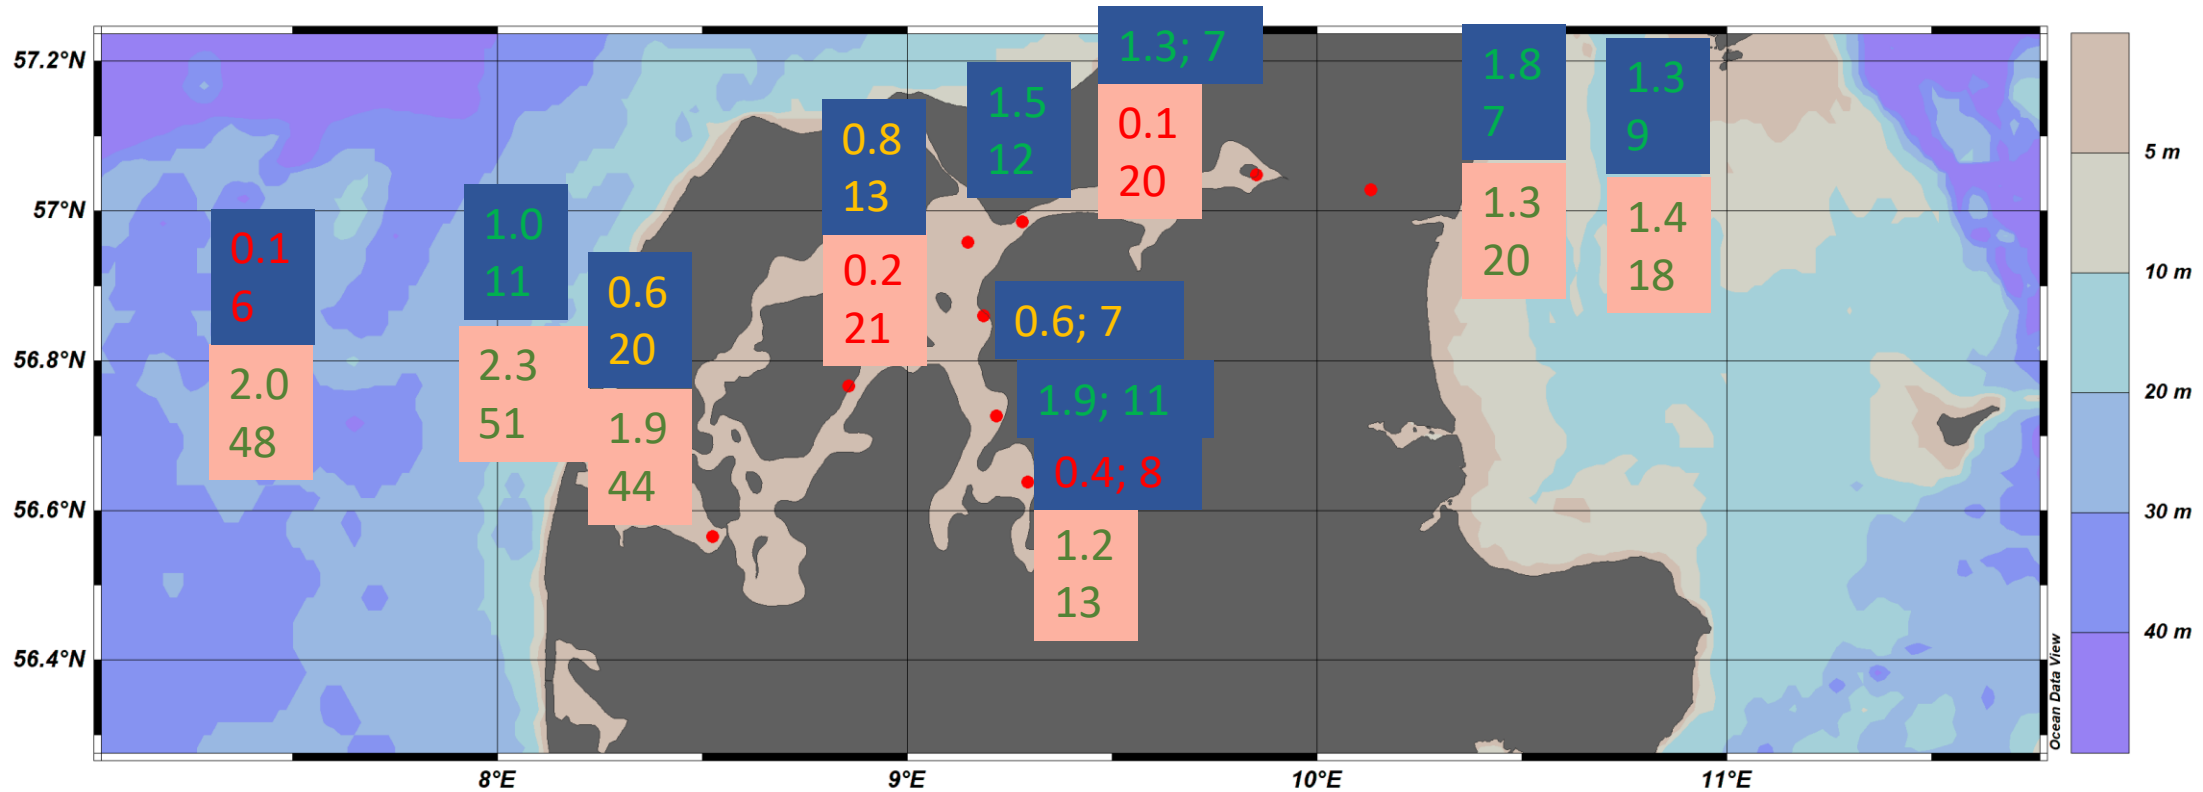 57.2°N
57°N
56.8°N
56.6°N
56.4°N
8°E
9°E
10°E
11°E
0.1
6
2.0
48
1.0
11
2.3
51
0.6
20
1.9
44
0.8
13
0.2
21
1.5
12
1.3; 7
0.1
20
0.6; 7
1.9; 11
0.4; 8
1.2
13
1.8
7
1.3
20
1.3
9
1.4
18
5 m
10 m
20 m
30 m
40 m
Ocean Data View